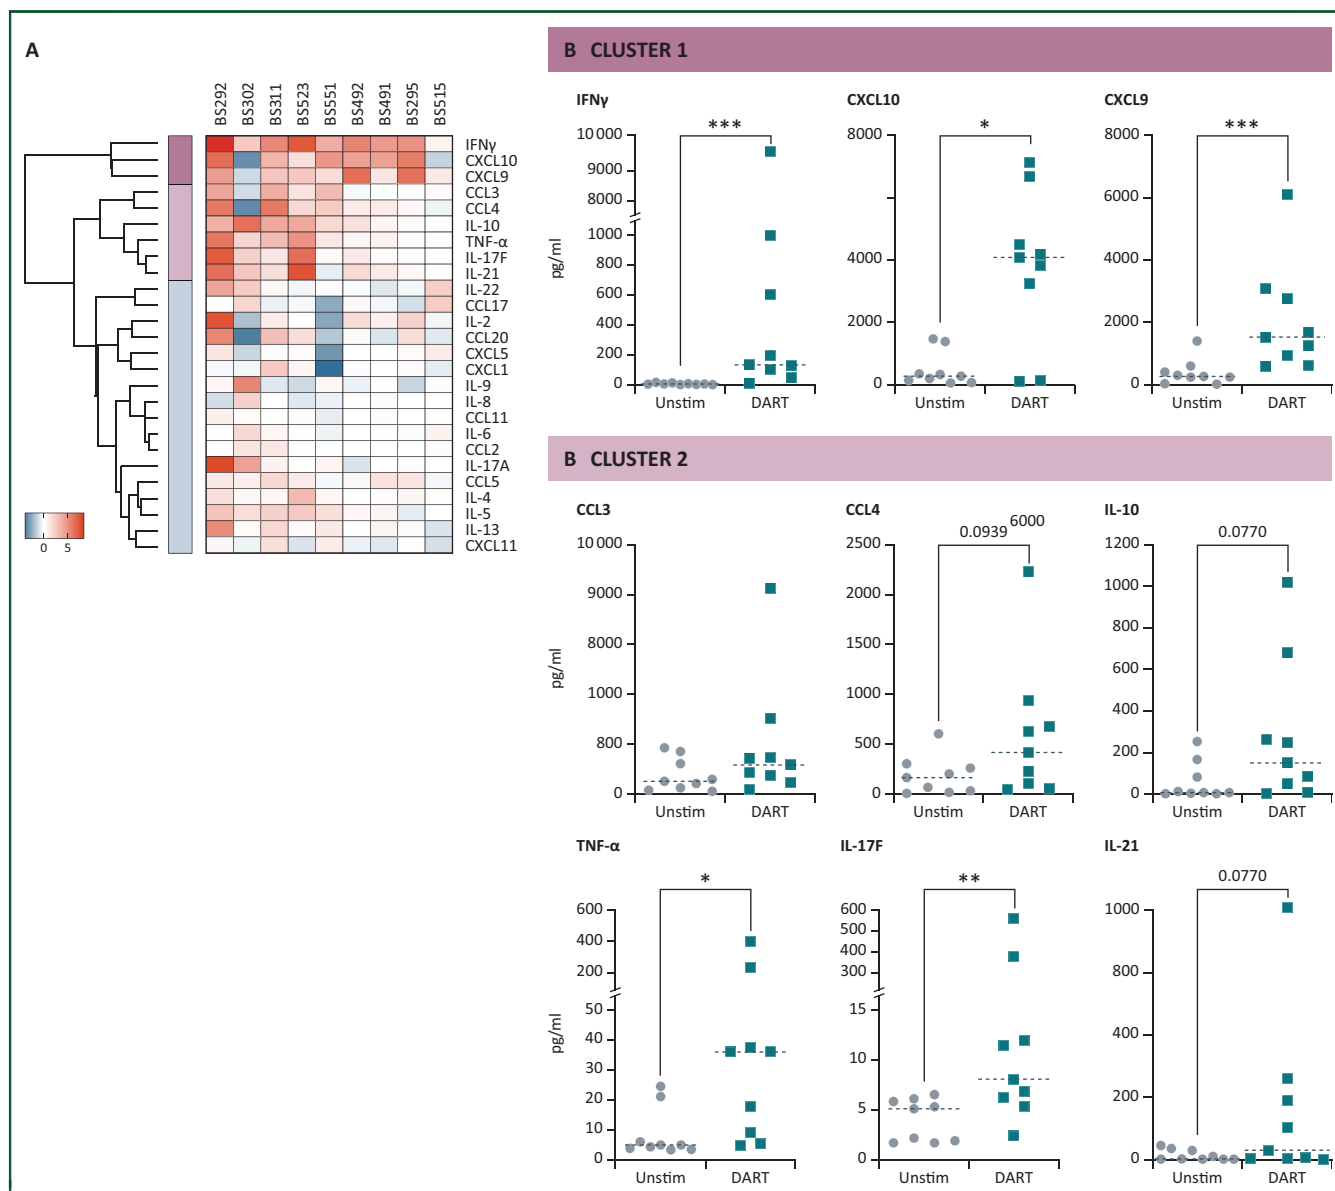 A
BS292 BS302 BS311 BS523 BS551 BS492 BS491 BS295 BS515
IFNγ
CXCL10
CXCL9
CCL3
CCL4
IL-10
TNF-α
IL-17F
IL-21
IL-22
CCL17
IL-2
CCL20
CXCL5
CXCL1
IL-9
IL-8
CCL11
IL-6
CCL2
IL-17A
CCL5
IL-4
IL-5
IL-13
CXCL11
0 5
B CLUSTER 1
IFNγ
***
pg/ml
10 000
9000
8000
1000
800
600
400
200
0
Unstim DART
CXCL10
*
8000
4000
2000
0
Unstim DART
CXCL9
***
8000
6000
4000
2000
0
Unstim DART
B CLUSTER 2
CCL3
pg/ml
10 000
9000
8000
1000
800
0
Unstim DART
CCL4
6000
0.0939
2500
2000
1500
1000
500
0
Unstim DART
IL-10
0.0770
1200
1000
800
600
400
200
0
Unstim DART
TNF-α
*
pg/ml
600
400
200
50
40
30
20
10
0
Unstim DART
IL-17F
**
600
500
400
300
15
10
5
0
Unstim DART
IL-21
0.0770
1000
800
400
200
0
Unstim DART